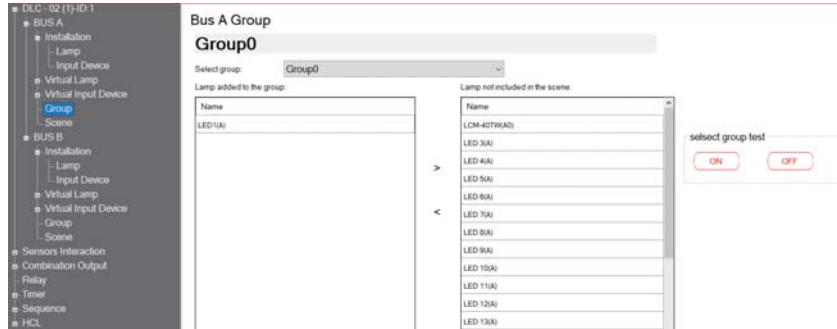 DLC - 02 (1)-ID:1
BUS A
Installation
Lamp
Input Device
Virtual Lamp
Virtual Input Device
Group
Scene
BUS B
Installation
Lamp
Input Device
Virtual Lamp
Virtual Input Device
Group
Scene
Sensors Interaction
Combination Output
Relay
Timer
Sequence
HCL
Bus A Group
Group0
Select group: Group0
Lamp added to the group:
Name
LED1(A)
>
<
Lamp not included in the scene:
Name
LCM-40TW(A0)
LED 3(A)
LED 4(A)
LED 5(A)
LED 6(A)
LED 7(A)
LED 8(A)
LED 9(A)
LED 10(A)
LED 11(A)
LED 12(A)
LED 13(A)
selsect group test
ON OFF